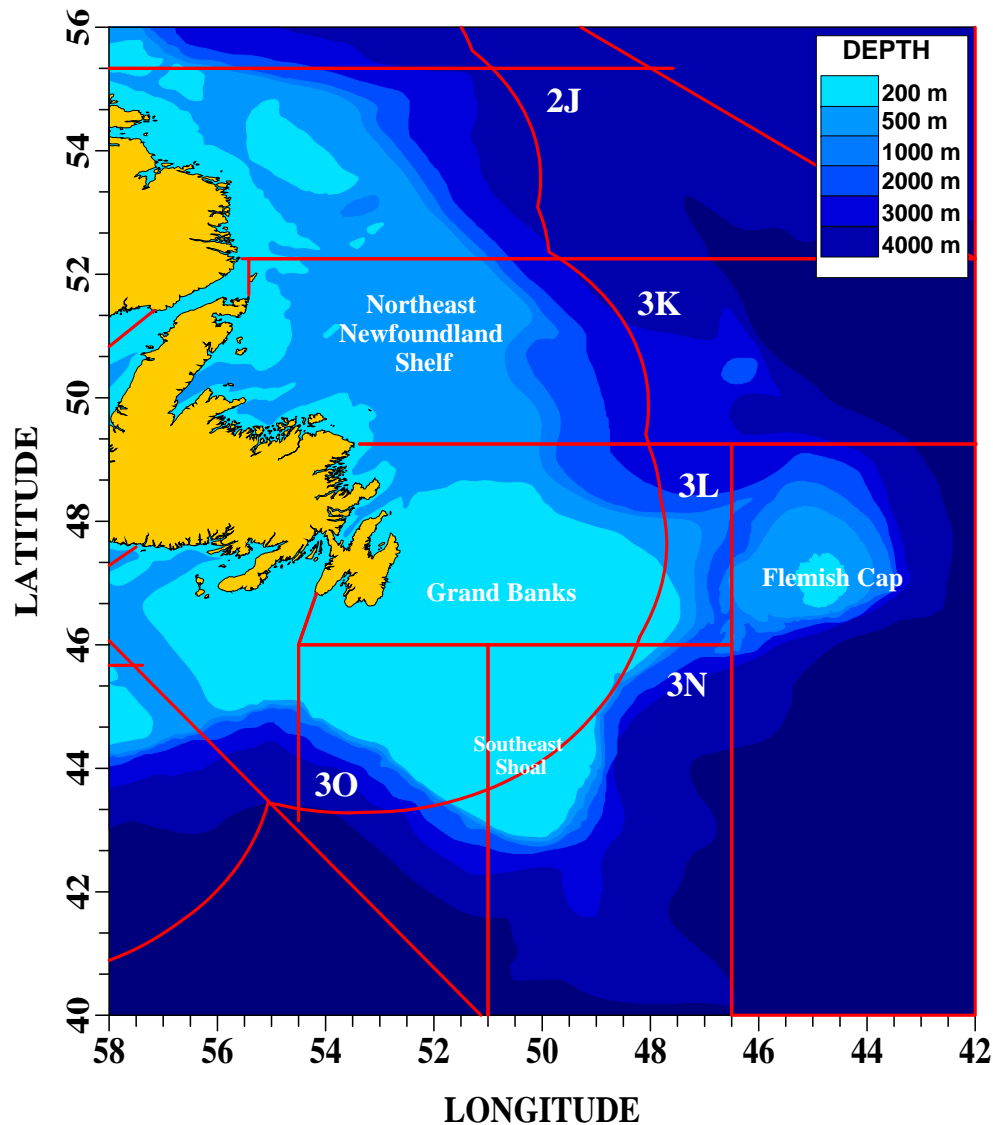 56
54
52
50
48
46
44
42
40
LATITUDE
DEPTH
200 m
500 m
1000 m
2000 m
3000 m
4000 m
2J
3K
Northeast
Newfoundland
Shelf
3L
Flemish Cap
Grand Banks
3N
Southeast
Shoal
3O
58 56 54 52 50 48 46 44 42
LONGITUDE